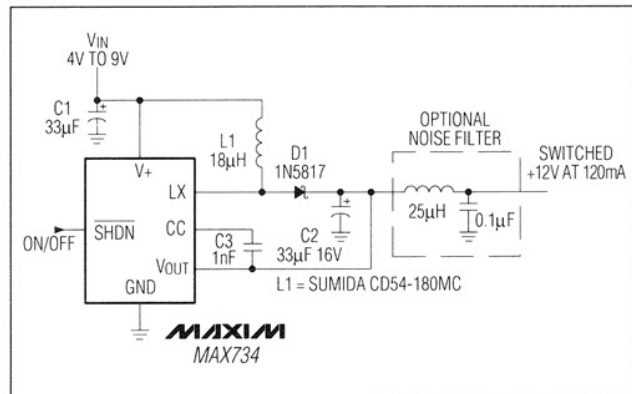 VIN
4V TO 9V
C1
33µF
L1
18µH
D1
1N5817
OPTIONAL
NOISE FILTER
SWITCHED
+12V AT 120mA
V+
LX
CC
SHDN
ON/OFF
VOUT
GND
C3
1nF
C2
33µF 16V
25µH
0.1µF
L1 = SUMIDA CD54-180MC
MAXIM
MAX734